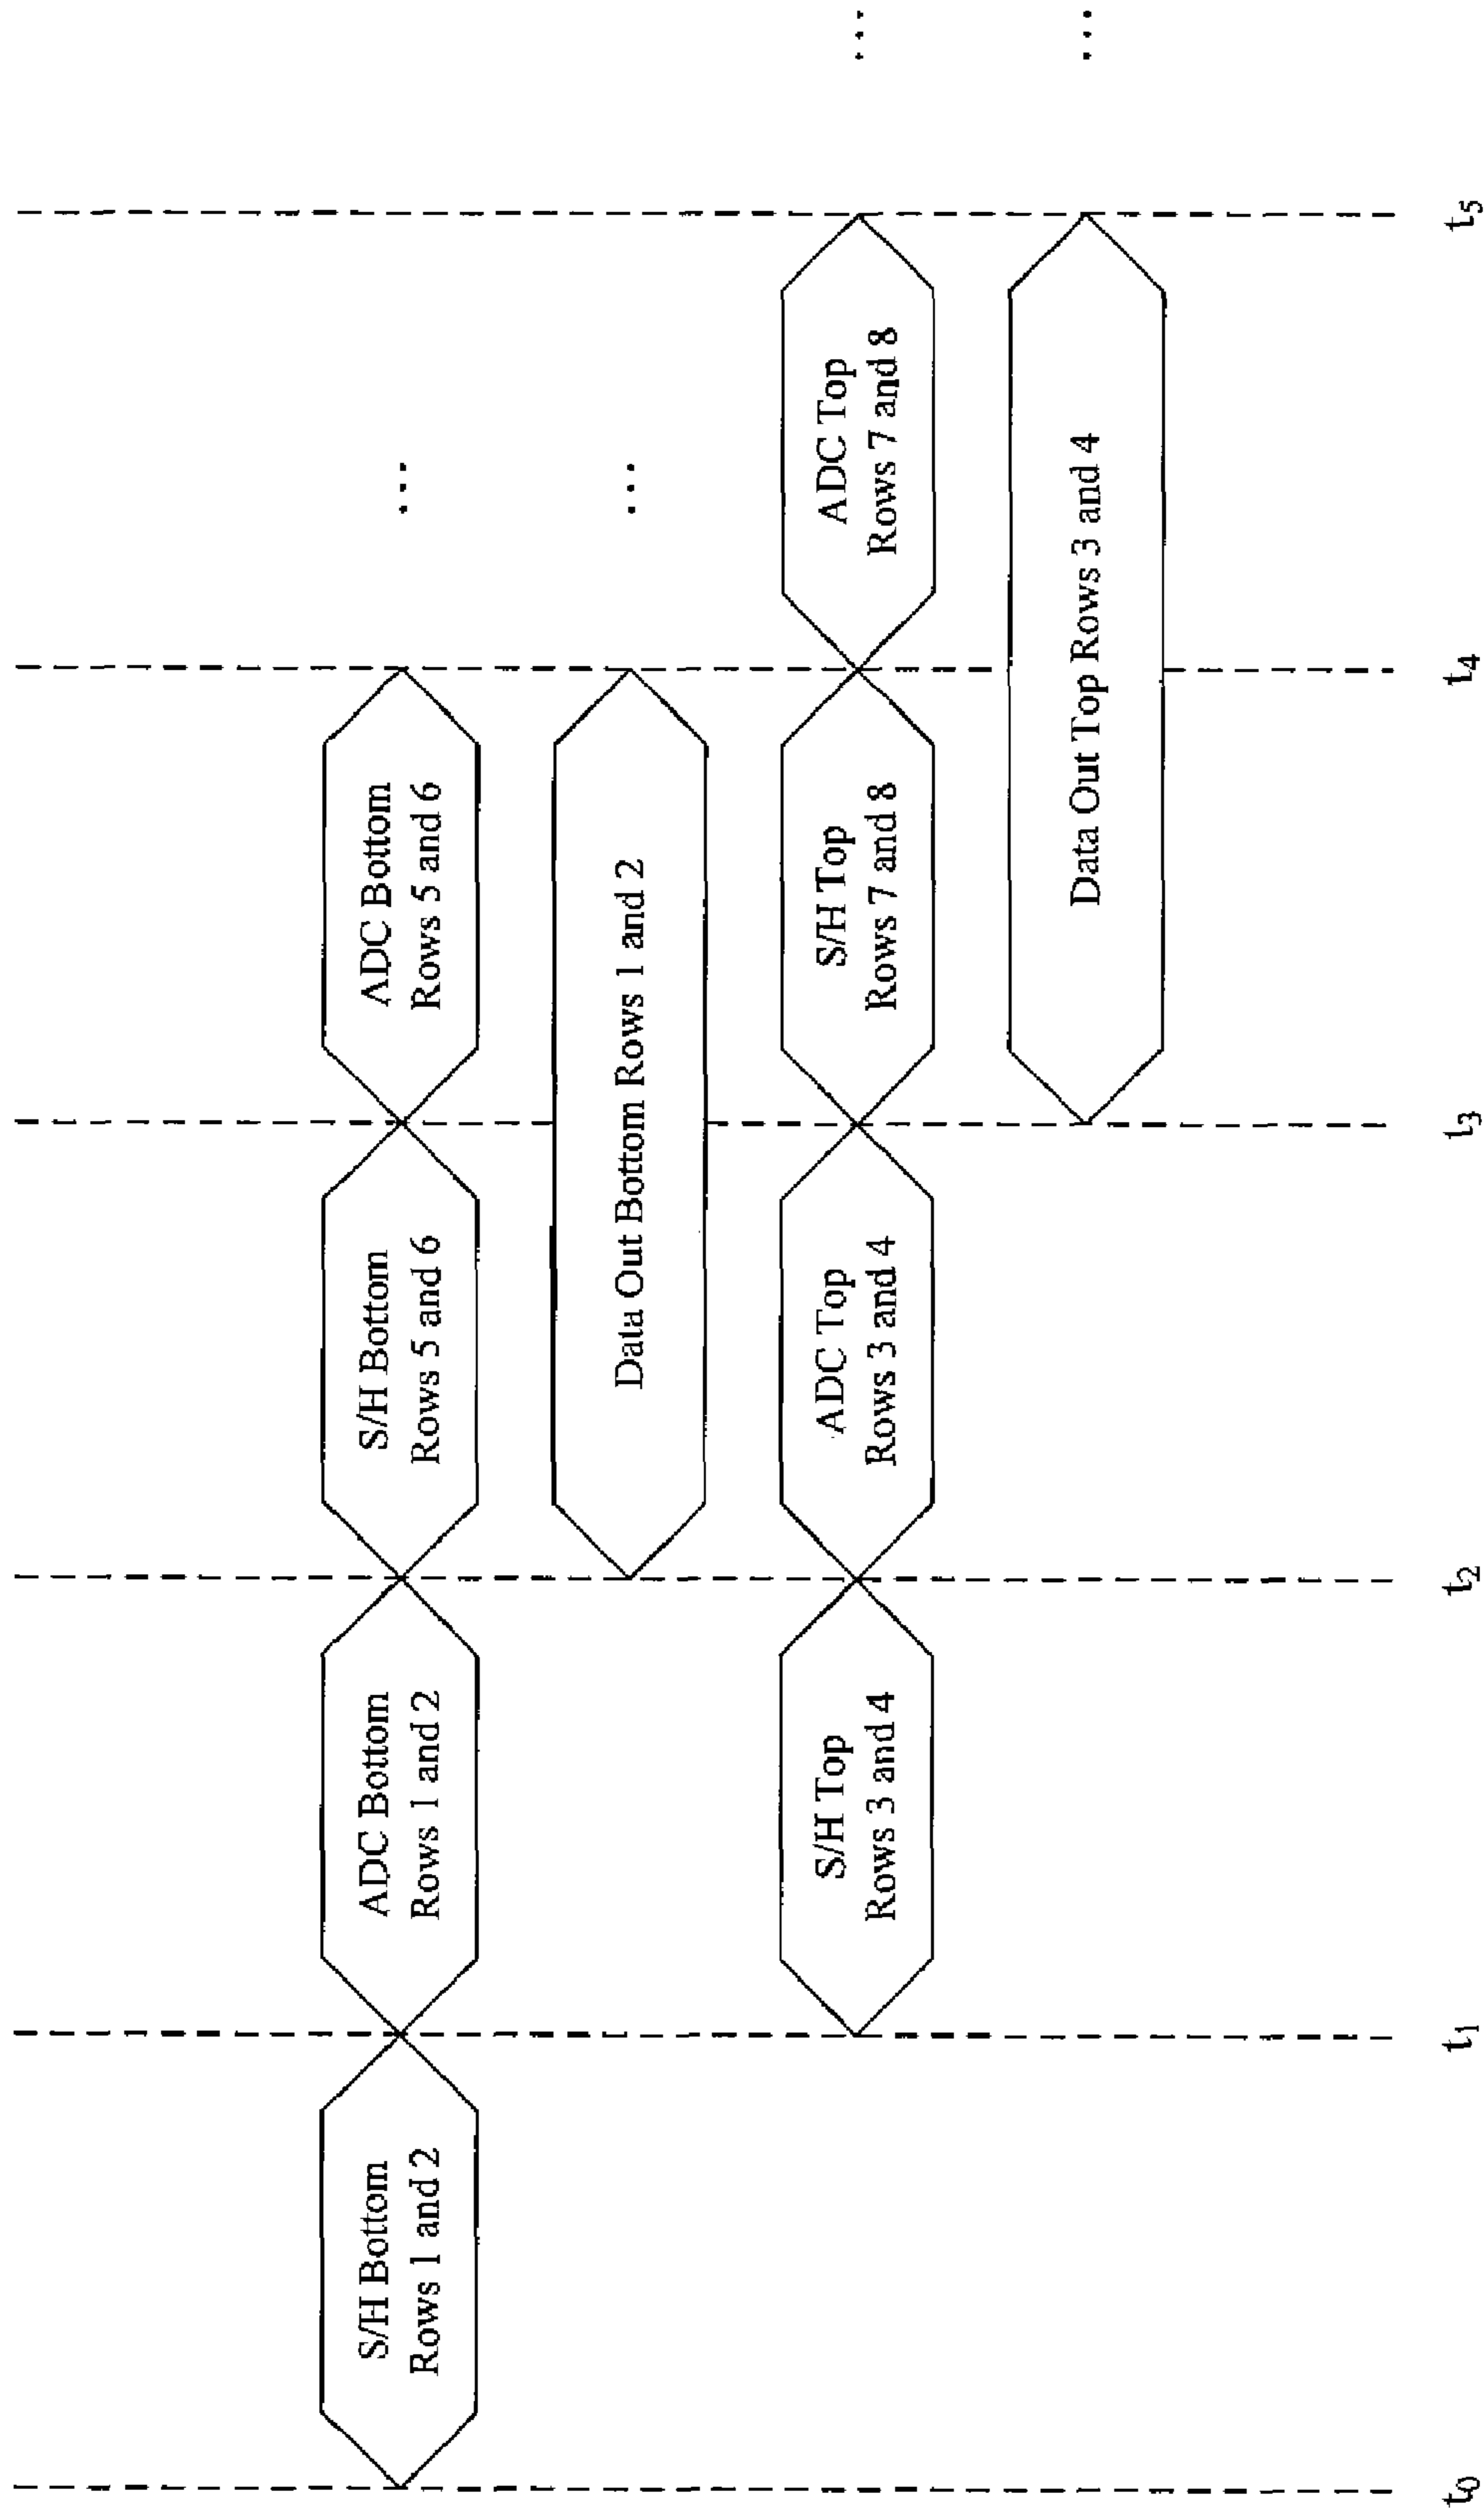 S/H Bottom
Rows 1 and 2
ADC Bottom
Rows 1 and 2
S/H Bottom
Rows 5 and 6
ADC Bottom
Rows 5 and 6
...
Data Out Bottom Rows 1 and 2
...
S/H Top
Rows 3 and 4
ADC Top
Rows 3 and 4
S/H Top
Rows 7 and 8
ADC Top
Rows 7 and 8
...
Data Out Top Rows 3 and 4
...
t0
t1
t2
t3
t4
t5